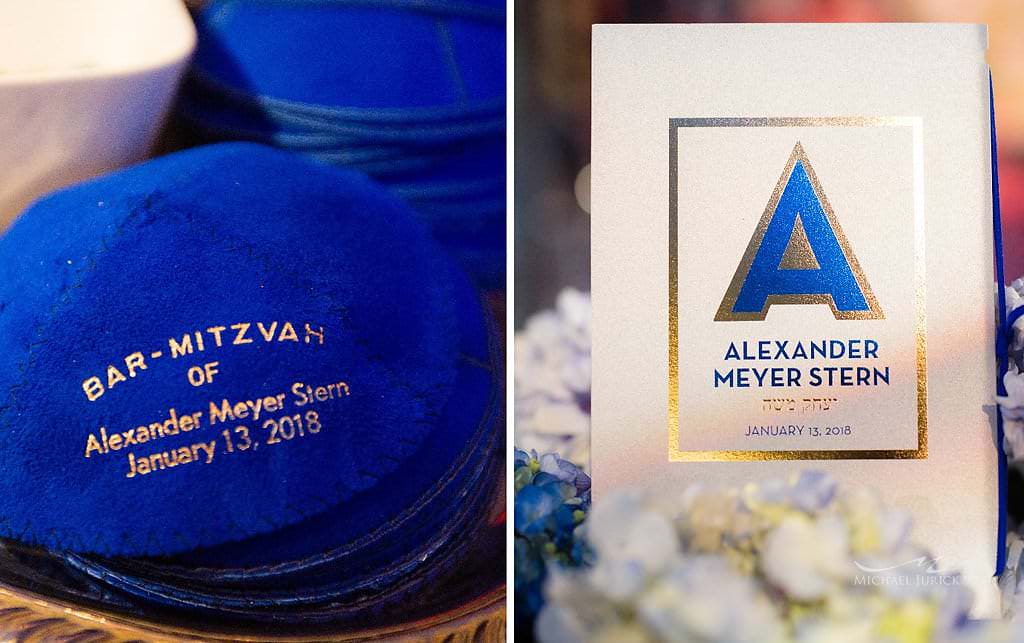 BAR-MITZVAH
OF
Alexander Meyer Stern
January 13, 2018
A
ALEXANDER
MEYER STERN
יצחק משה
JANUARY 13, 2018
MICHAEL JURICK